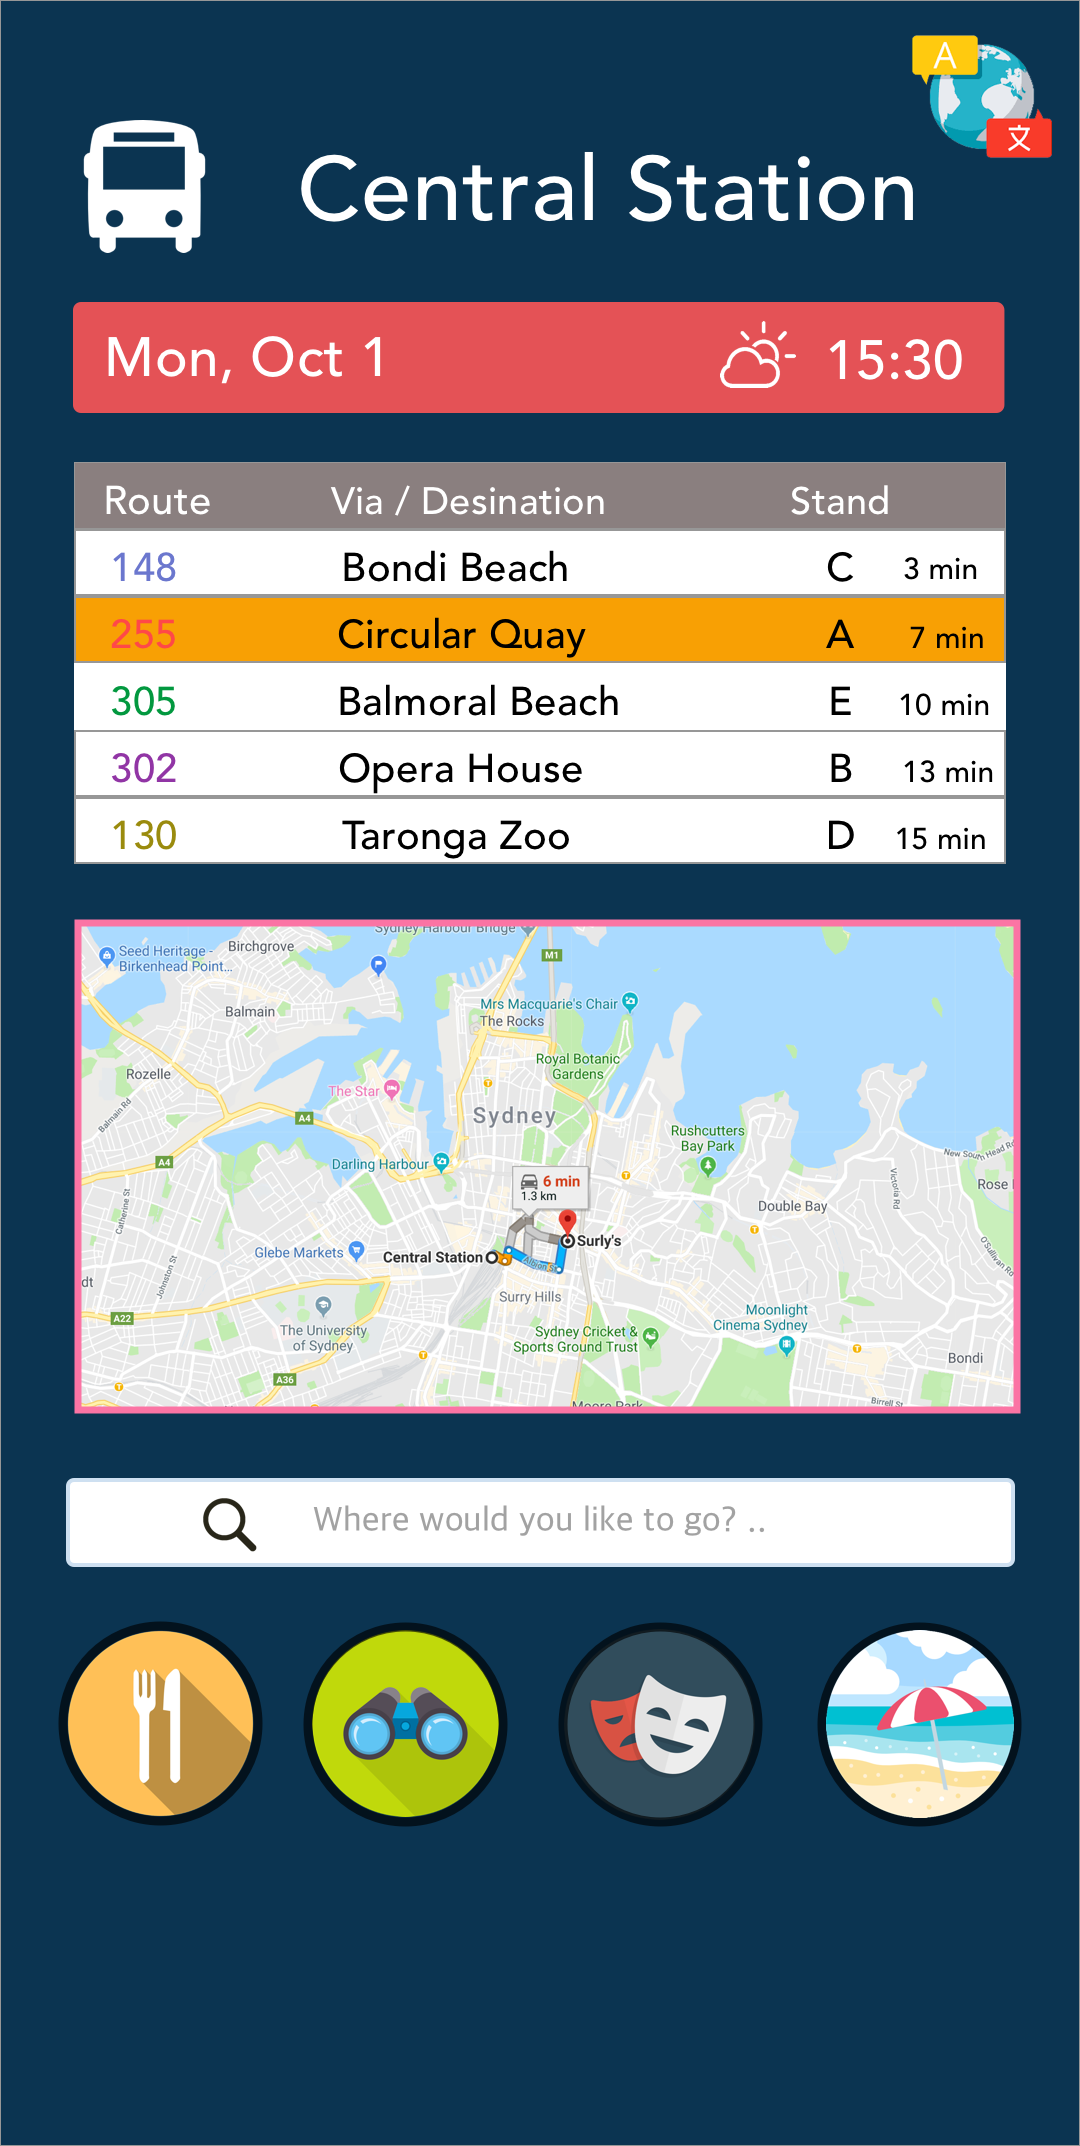 A
文
Central Station
Mon, Oct 1 15:30
Route Via / Desination Stand
148 Bondi Beach C 3 min
255 Circular Quay A 7 min
305 Balmoral Beach E 10 min
302 Opera House B 13 min
130 Taronga Zoo D 15 min
Sydney Harbour Bridge
Seed Heritage -
Birkenhead Point...
Birchgrove
M1
Balmain
Mrs Macquarie's Chair
The Rocks
Rozelle
Royal Botanic
Gardens
The Star
Balmain Rd
A4
Sydney
Rushcutters
Bay Park
New South Head Rd
A4
Darling Harbour
6 min
1.3 km
Victoria Rd
Rose
Catherine St
Double Bay
Glebe Markets
Central Station
Surly's
Albion St
O'Sullivan Rd
Johnston St
dt
Surry Hills
A22
The University
of Sydney
Sydney Cricket &
Sports Ground Trust
Moonlight
Cinema Sydney
Bondi
A36
Moore Park
Birrell St
Where would you like to go? ..